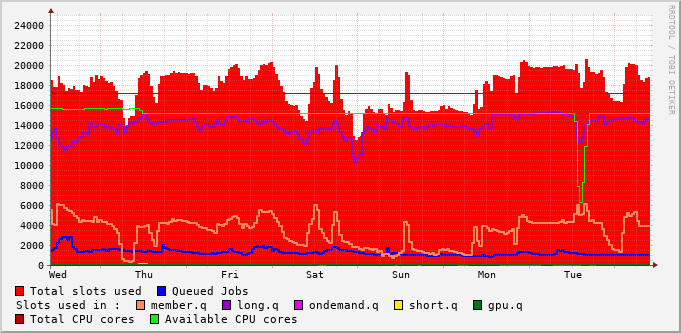 RRDTOOL / TOBI OETIKER
24000
22000
20000
18000
16000
14000
12000
10000
8000
6000
4000
2000
0
Wed Thu Fri Sat Sun Mon Tue
Total slots used Queued Jobs
Slots used in : member.q long.q ondemand.q short.q gpu.q
Total CPU cores Available CPU cores